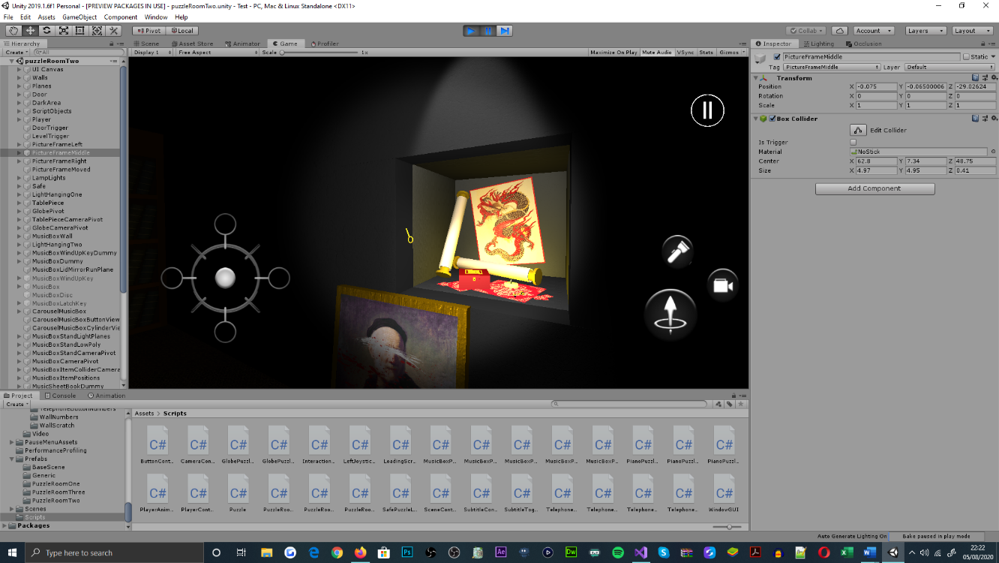 Unity 2019.1.6f1 Personal - [PREVIEW PACKAGES IN USE] - puzzleRoomTwo.unity - Test - PC, Mac & Linux Standalone <DX11>
File Edit Assets GameObject Component Window Help
Pivot Local Collab Account Layers Layout
Hierarchy
Create All
puzzleRoomTwo
UI Canvas
Walls
Planes
Door
DarkArea
ScriptObjects
Player
DoorTrigger
LevelTrigger
PictureFrameLeft
PictureFrameMiddle
PictureFrameRight
PictureFrameMoved
LampLights
Safe
LightHangingOne
TablePiece
GlobePivot
TablePieceCameraPivot
GlobeCameraPivot
MusicBoxWall
LightHangingTwo
MusicBoxWindUpKeyDummy
MusicBoxDummy
MusicBoxLidMirrorRunPlane
MusicBoxWindUpKey
MusicBox
MusicBoxDisc
MusicBoxLatchKey
CarouselMusicBox
CarouselMusicBoxButtonView
CarouselMusicBoxCylinderVie
MusicBoxStandLightPlanes
MusicBoxStandLowPoly
MusicBoxStandCameraPivot
MusicBoxCameraPivot
MusicBoxItemColliderCamera
MusicBoxItemPositions
MusicSheetBookDummy
Scene Asset Store Animator Game Profiler
Display 1 Free Aspect Scale 1x Maximize On Play Mute Audio VSync Stats Gizmos
Inspector Lighting Occlusion
PictureFrameMiddle Static
Tag PictureFrameMiddle Layer Default
Transform
Position X -0.075 Y -0.06500006 Z -29.02624
Rotation X 0 Y 0 Z 0
Scale X 1 Y 1 Z 1
Box Collider
Edit Collider
Is Trigger
Material NoStick
Center X 62.8 Y 7.34 Z 48.75
Size X 4.97 Y 4.95 Z 0.41
Add Component
Project Console Animation
Create
TelephoneButtonNumbers
WallNumbers
WallScratch
Video
PauseMenuAssets
PerformanceProfiling
Prefabs
BaseScene
Generic
PuzzleRoomOne
PuzzleRoomThree
PuzzleRoomTwo
Scenes
Scripts
Packages
Assets > Scripts
C# C# C# C# C# C# C# C# C# C# C# C# C# C# C#
ButtonCont... CameraCon... GlobePuzzl... GlobePuzzl... Interaction... LeftJoystic... LoadingScr... MusicBoxP... MusicBoxP... MusicBoxP... MusicBoxP... MusicBoxP... PianoPuzzl... PianoPuzzl... PianoPuzzl...
C# C# C# C# C# C# C# C# C# C# C# C# C# C# C#
PlayerAnim... PlayerCont... Puzzle PuzzleRoo... PuzzleRoo... PuzzleRoo... SafePuzzleL... SceneCont... SubtitleCon... SubtitleTog... Telephone... Telephone... Telephone... Telephone... WindowGUI
Auto Generate Lighting On Bake paused in play mode
Type here to search
22:22
05/08/2020